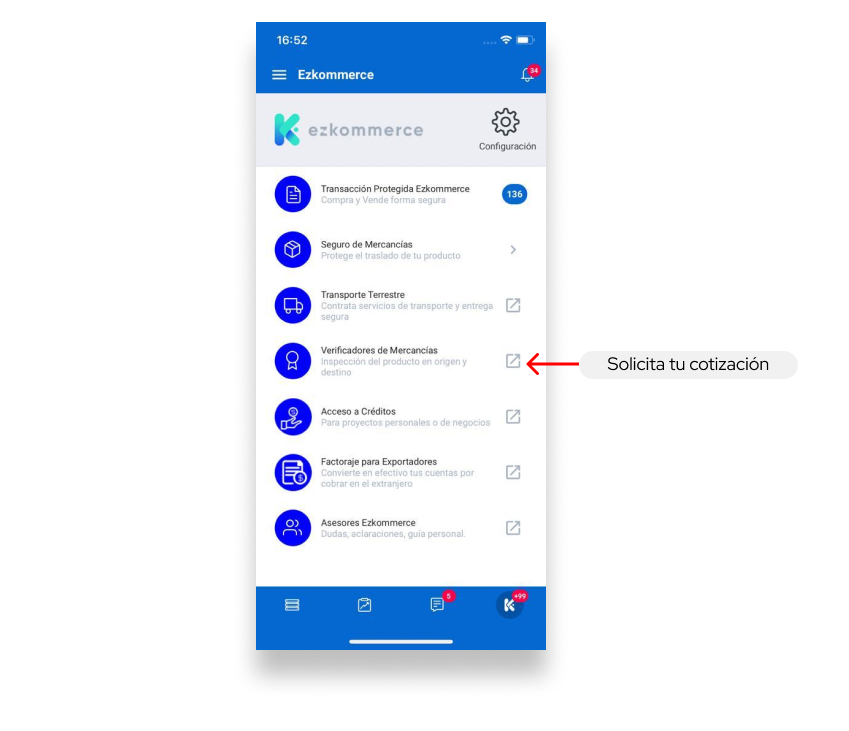 16:52
Ezkommerce
34
ezkommerce
Configuración
Transacción Protegida Ezkommerce
Compra y Vende forma segura
136
Seguro de Mercancías
Protege el traslado de tu producto
Transporte Terrestre
Contrata servicios de transporte y entrega
segura
Verificadores de Mercancías
Inspección del producto en origen y
destino
Solicita tu cotización
Acceso a Créditos
Para proyectos personales o de negocios
Factoraje para Exportadores
Convierte en efectivo tus cuentas por
cobrar en el extranjero
Asesores Ezkommerce
Dudas, aclaraciones, guia personal.
5
+99